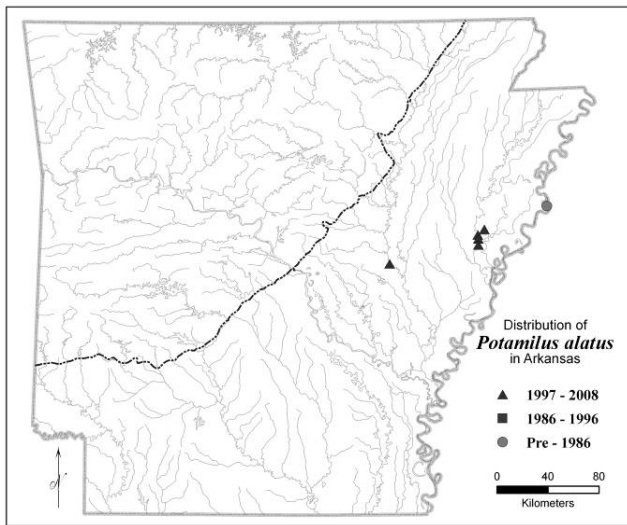 Distribution of
Potamilus alatus
in Arkansas
1997 - 2008
1986 - 1996
Pre - 1986
0 40 80
Kilometers
N